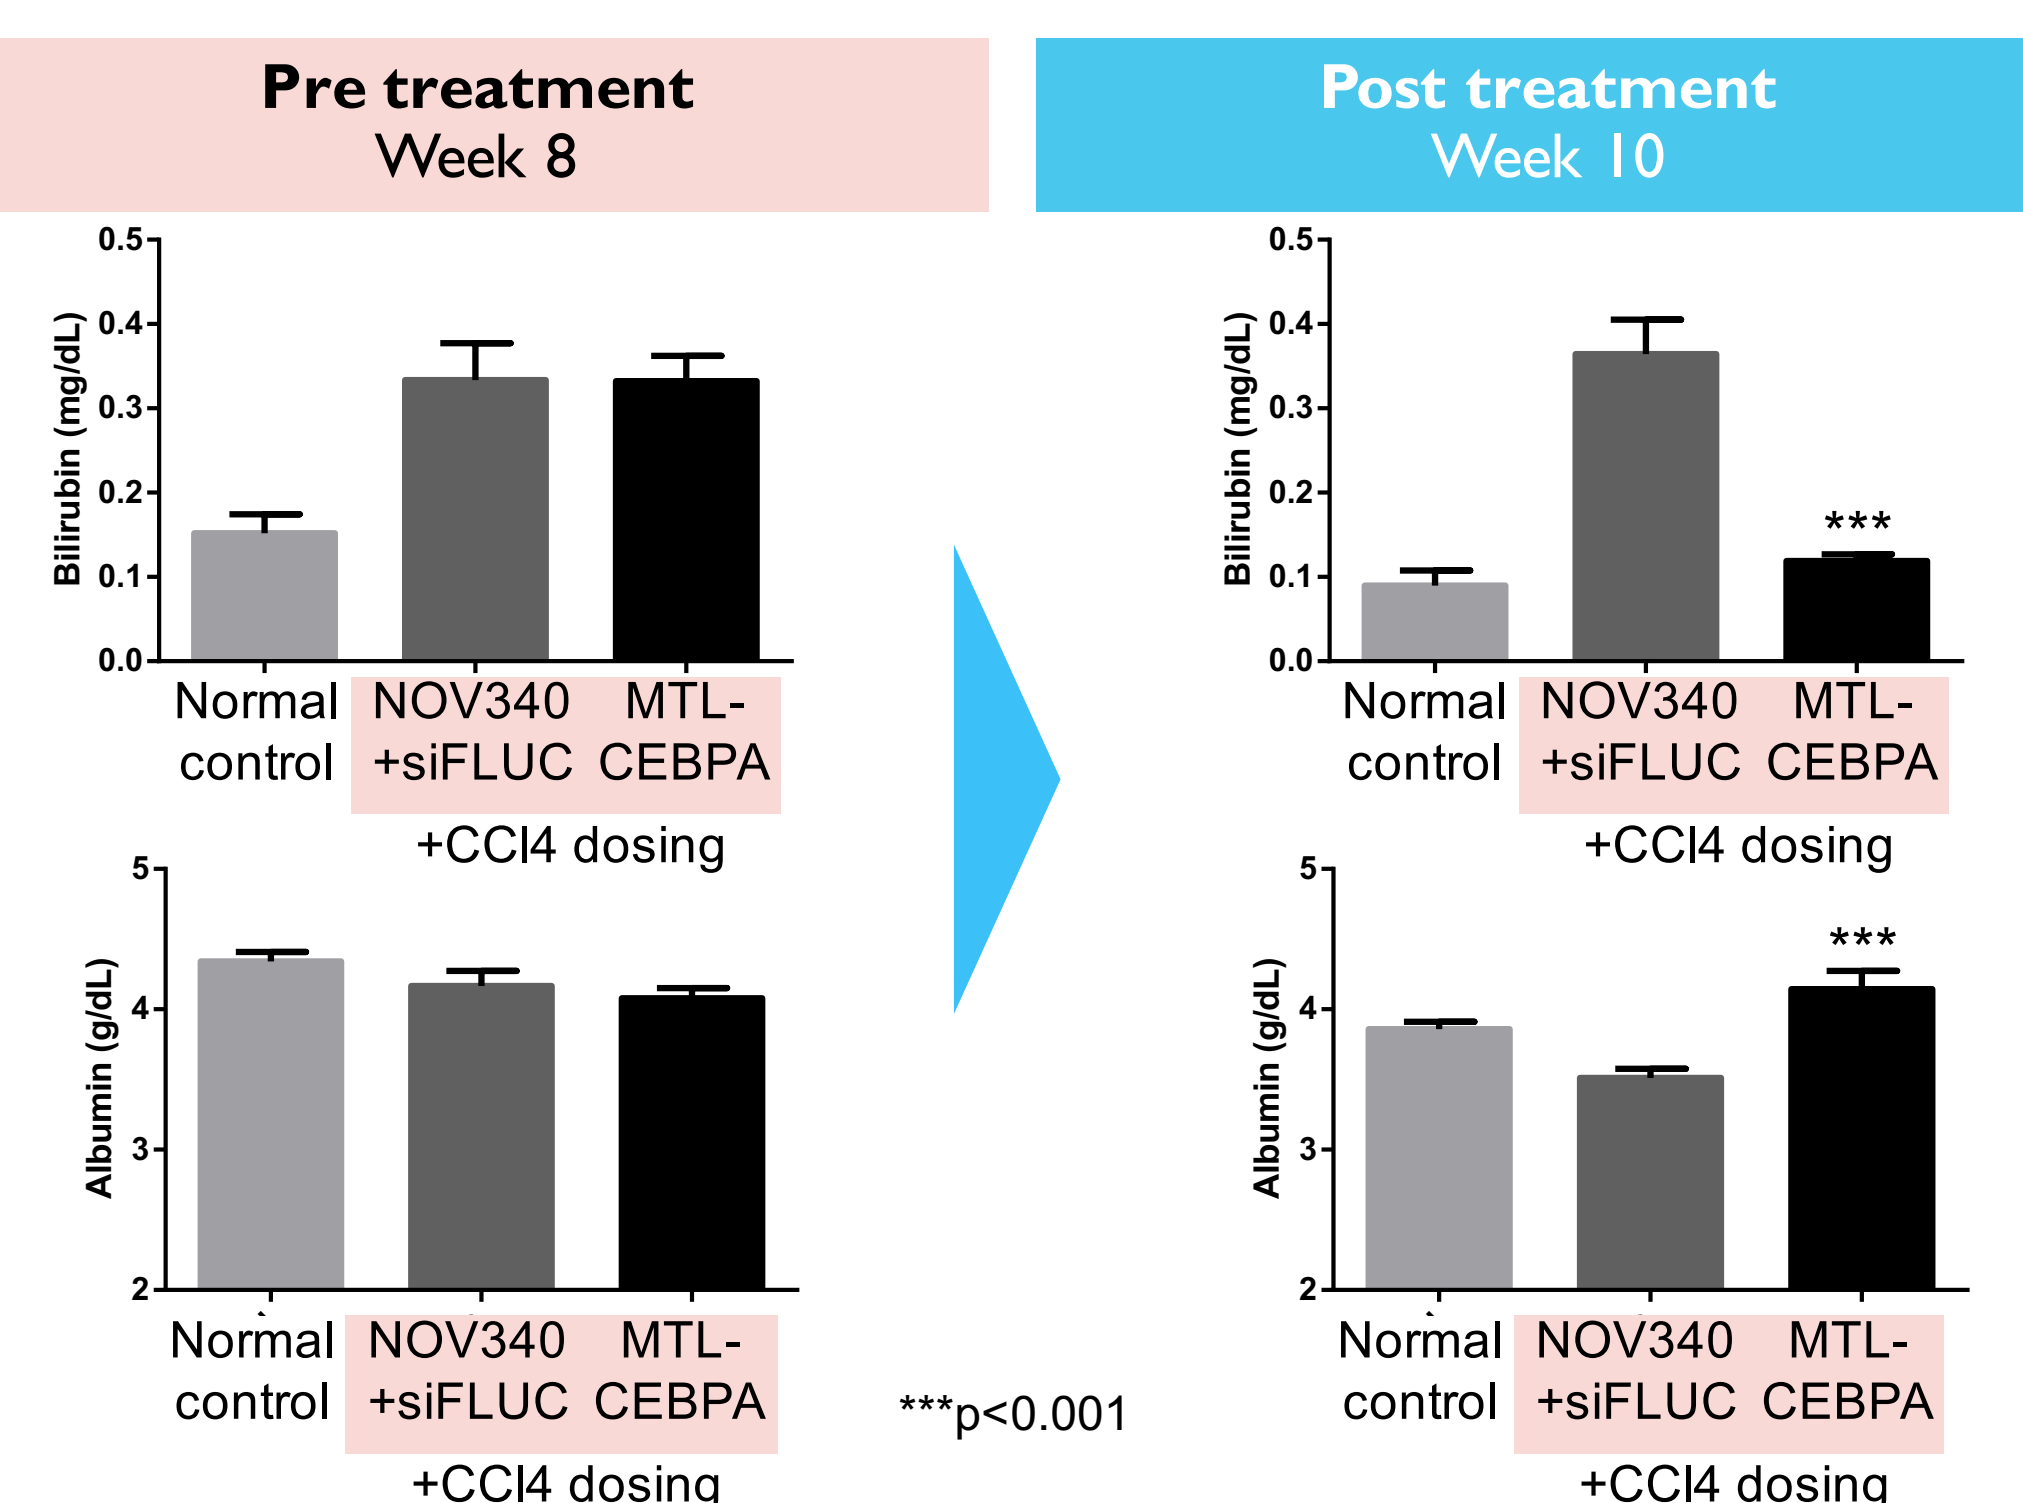 Pre treatment
Week 8
Post treatment
Week 10
Bilirubin (mg/dL)
0.5
0.4
0.3
0.2
0.1
0.0
Normal control
NOV340 +siFLUC
MTL-CEBPA
+CCl4 dosing
Bilirubin (mg/dL)
0.5
0.4
0.3
0.2
0.1
0.0
***
Normal control
NOV340 +siFLUC
MTL-CEBPA
+CCl4 dosing
Albumin (g/dL)
5
4
3
2
Normal control
NOV340 +siFLUC
MTL-CEBPA
+CCl4 dosing
***p<0.001
Albumin (g/dL)
5
4
3
2
***
Normal control
NOV340 +siFLUC
MTL-CEBPA
+CCl4 dosing